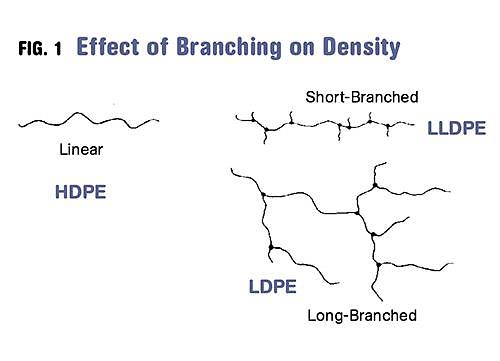 FIG. 1 Effect of Branching on Density
Short-Branched
LLDPE
Linear
HDPE
LDPE
Long-Branched